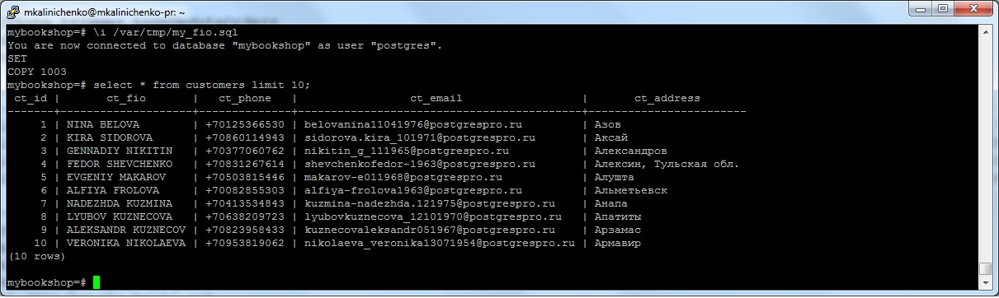 mkalinichenko@mkalinichenko-pr: ~
mybookshop=# \i /var/tmp/my_fio.sql
You are now connected to database "mybookshop" as user "postgres".
SET
COPY 1003
mybookshop=# select * from customers limit 10;
 ct_id |       ct_fio       |   ct_phone   |                  ct_email                  |       ct_address
-------+--------------------+--------------+--------------------------------------------+------------------------
     1 | NINA BELOVA        | +70125366530 | belovanina11041976@postgrespro.ru          | Азов
     2 | KIRA SIDOROVA      | +70860114943 | sidorova.kira_101971@postgrespro.ru        | Аксай
     3 | GENNADIY NIKITIN   | +70377060762 | nikitin_g_111965@postgrespro.ru            | Александров
     4 | FEDOR SHEVCHENKO   | +70831267614 | shevchenkofedor-1963@postgrespro.ru        | Алексин, Тульская обл.
     5 | EVGENIY MAKAROV    | +70503815446 | makarov-e011968@postgrespro.ru             | Алушта
     6 | ALFIYA FROLOVA     | +70082855303 | alfiya-frolova1963@postgrespro.ru          | Альметьевск
     7 | NADEZHDA KUZMINA   | +70413534843 | kuzmina-nadezhda.121975@postgrespro.ru     | Анапа
     8 | LYUBOV KUZNECOVA   | +70638209723 | lyubovkuznecova_12101970@postgrespro.ru    | Апатиты
     9 | ALEKSANDR KUZNECOV | +70823958433 | kuznecovaleksandr051967@postgrespro.ru     | Арзамас
    10 | VERONIKA NIKOLAEVA | +70953819062 | nikolaeva_veronika13071954@postgrespro.ru | Армавир
(10 rows)
mybookshop=#